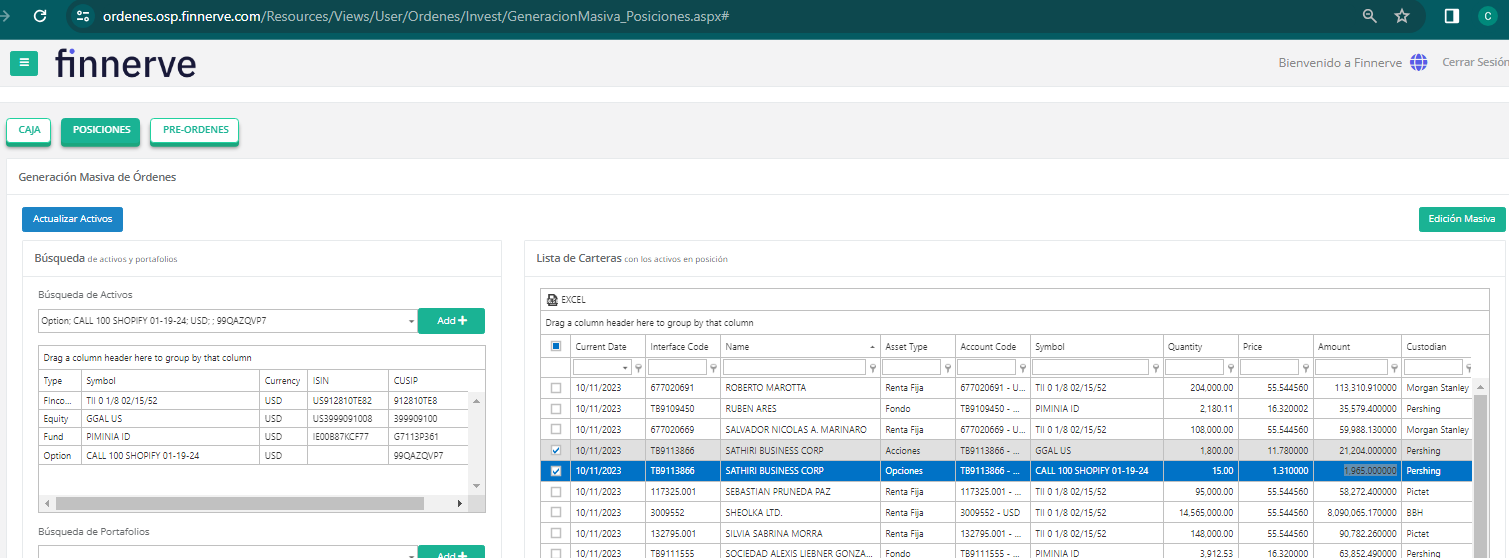 ordenes.osp.finnerve.com/Resources/Views/User/Ordenes/Invest/GeneracionMasiva_Posiciones.aspx#
C
finnerve
Bienvenido a Finnerve
Cerrar Sesión
CAJA
POSICIONES
PRE-ORDENES
Generación Masiva de Órdenes
Actualizar Activos
Edición Masiva
Búsqueda de activos y portafolios
Búsqueda de Activos
Option; CALL 100 SHOPIFY 01-19-24; USD; ; 99QAZQVP7
Add +
Drag a column header here to group by that column
Type Symbol Currency ISIN CUSIP
FInco... TII 0 1/8 02/15/52 USD US912810TE82 912810TE8
Equity GGAL US USD US3999091008 399909100
Fund PIMINIA ID USD IE00B87KCF77 G7113P361
Option CALL 100 SHOPIFY 01-19-24 USD 99QAZQVP7
Búsqueda de Portafolios
Add +
Lista de Carteras con los activos en posición
EXCEL
Drag a column header here to group by that column
Current Date Interface Code Name Asset Type Account Code Symbol Quantity Price Amount Custodian
10/11/2023 677020691 ROBERTO MAROTTA Renta Fija 677020691 - U... TII 0 1/8 02/15/52 204,000.00 55.544560 113,310.910000 Morgan Stanley
10/11/2023 TB9109450 RUBEN ARES Fondo TB9109450 - ... PIMINIA ID 2,180.11 16.320002 35,579.400000 Pershing
10/11/2023 677020669 SALVADOR NICOLAS A. MARINARO Renta Fija 677020669 - U... TII 0 1/8 02/15/52 108,000.00 55.544560 59,988.130000 Morgan Stanley
10/11/2023 TB9113866 SATHIRI BUSINESS CORP Acciones TB9113866 - ... GGAL US 1,800.00 11.780000 21,204.000000 Pershing
10/11/2023 TB9113866 SATHIRI BUSINESS CORP Opciones TB9113866 - ... CALL 100 SHOPIFY 01-19-24 15.00 1.310000 1,965.000000 Pershing
10/11/2023 117325.001 SEBASTIAN PRUNEDA PAZ Renta Fija 117325.001 - ... TII 0 1/8 02/15/52 95,000.00 55.544560 58,272.400000 Pictet
10/11/2023 3009552 SHEOLKA LTD. Renta Fija 3009552 - USD TII 0 1/8 02/15/52 14,565,000.00 55.544560 8,090,065.170000 BBH
10/11/2023 132795.001 SILVIA SABRINA MORRA Renta Fija 132795.001 - ... TII 0 1/8 02/15/52 148,000.00 55.544560 90,782.260000 Pictet
10/11/2023 TB9111555 SOCIEDAD ALEXIS LIEBNER GONZA... Fondo TB9111555 - ... PIMINIA ID 3,912.53 16.320000 63,852.490000 Pershing